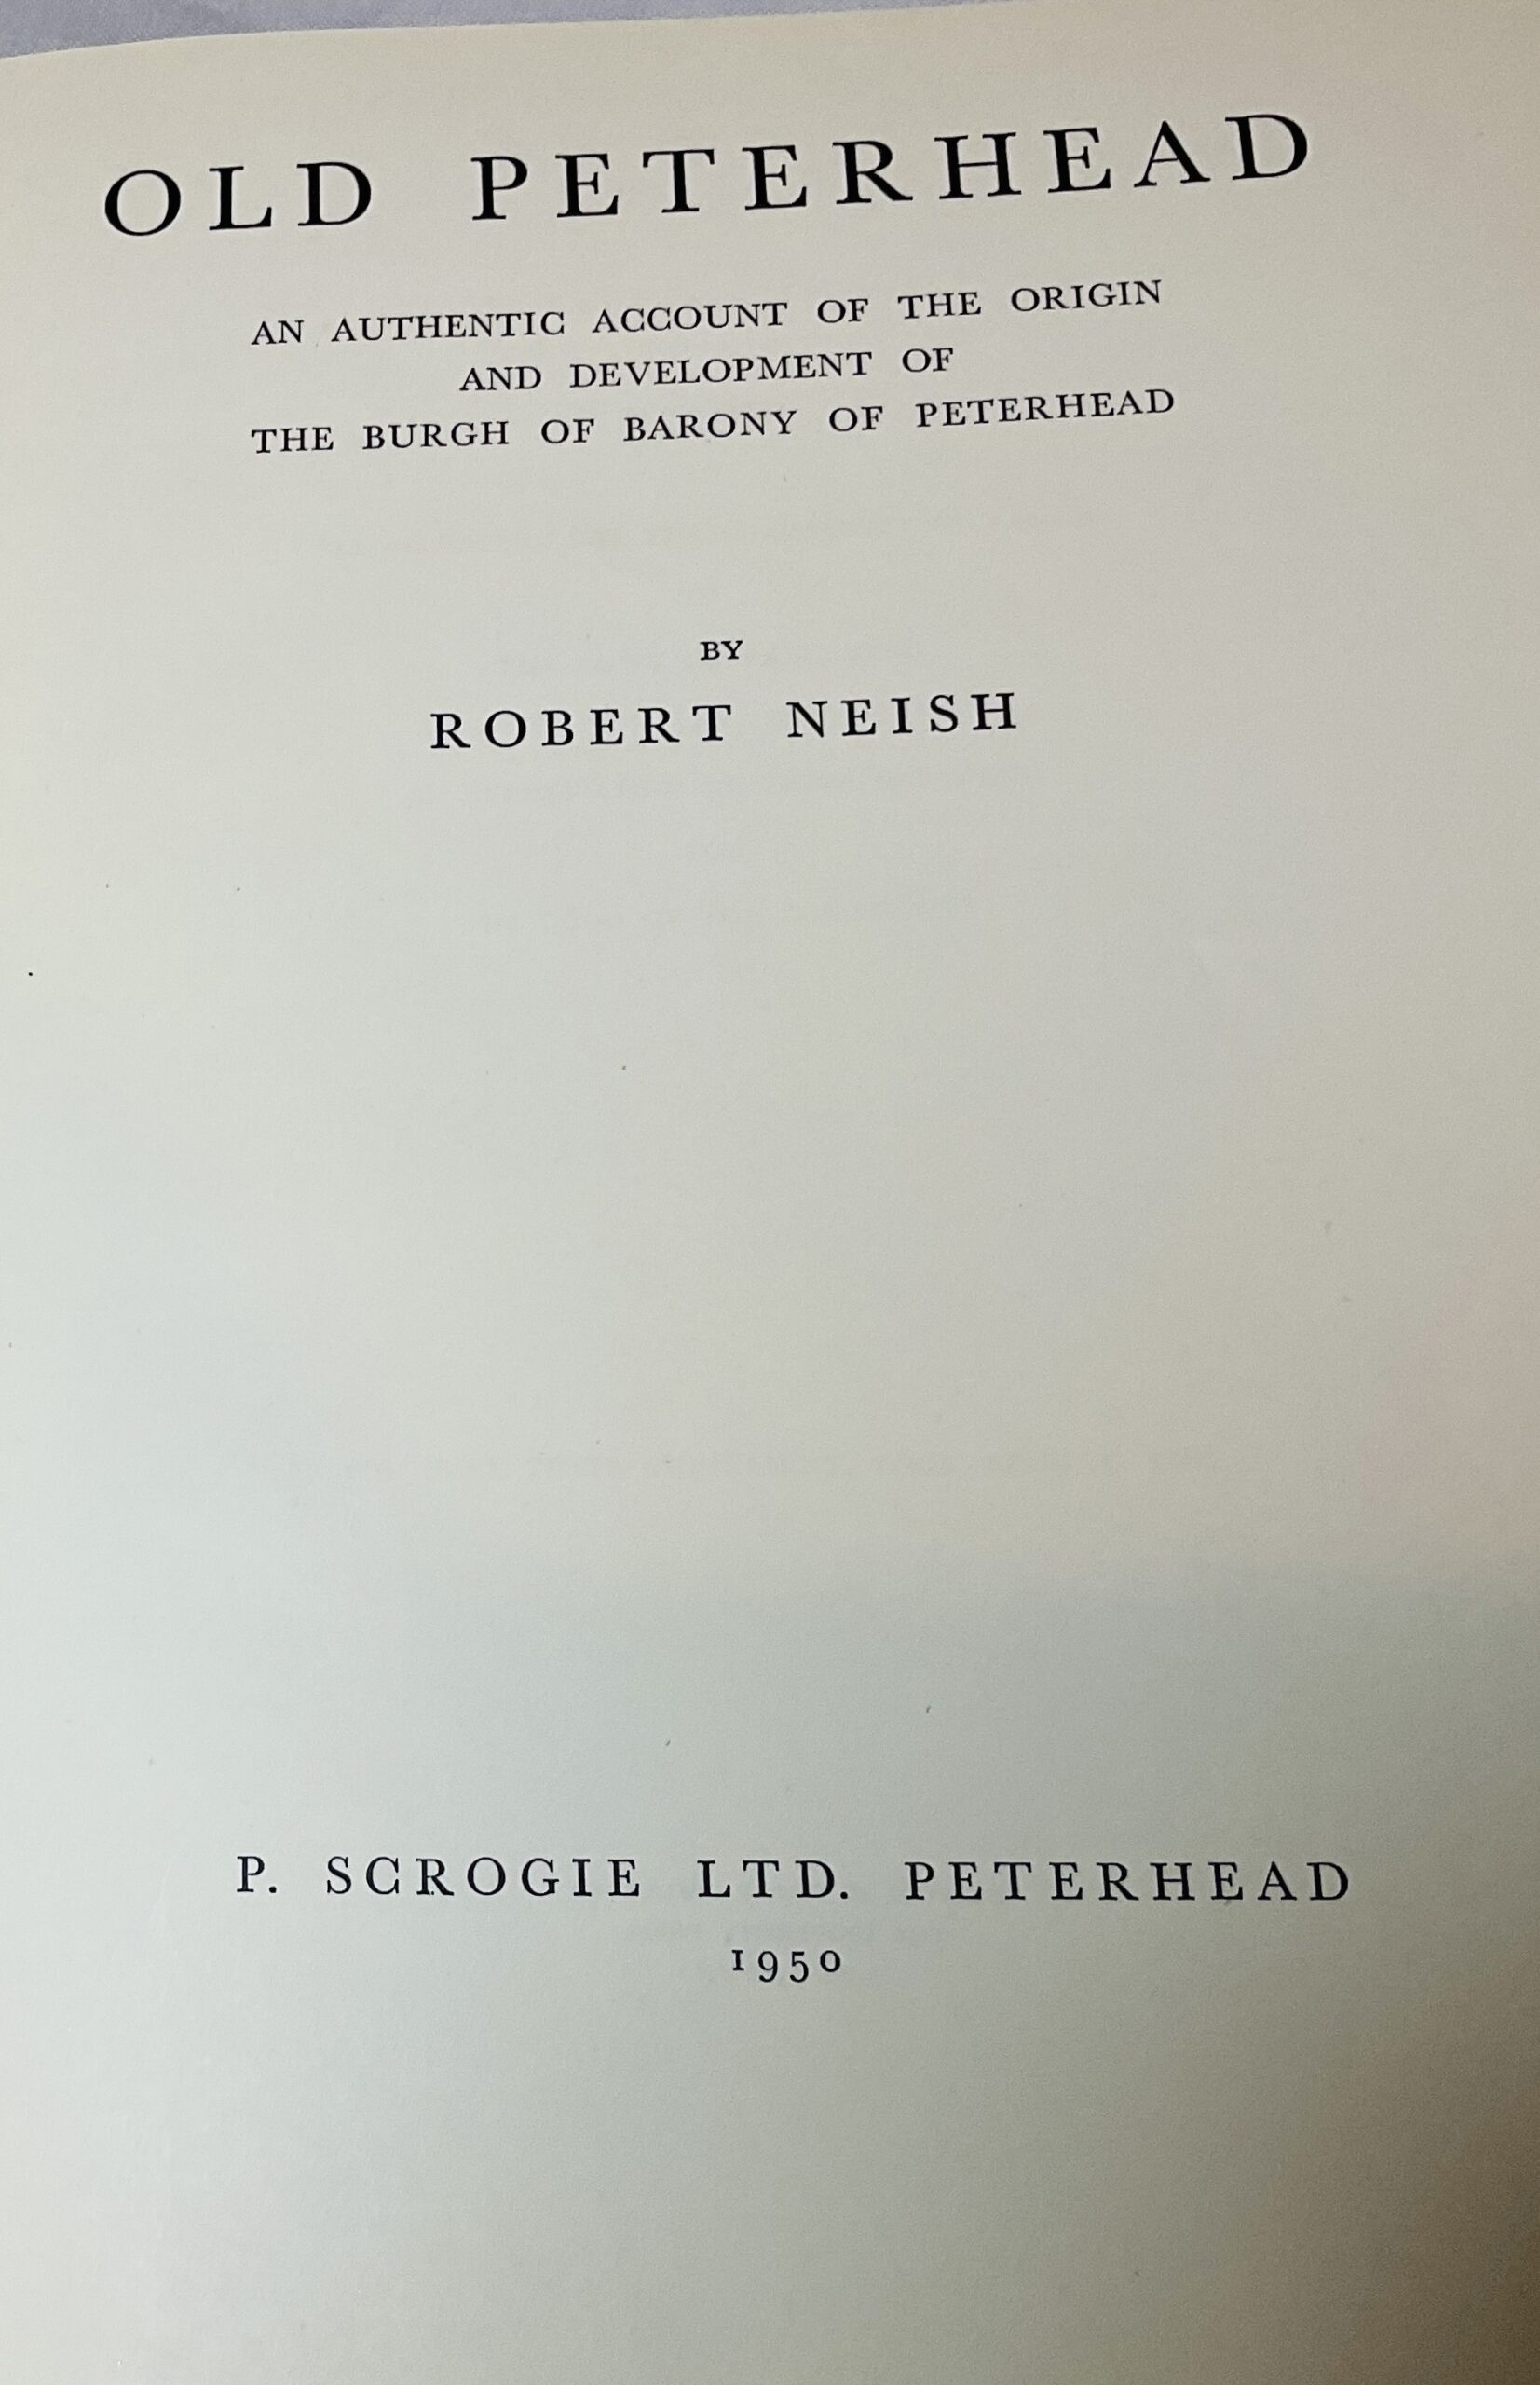 OLD PETERHEAD
AN AUTHENTIC ACCOUNT OF THE ORIGIN
AND DEVELOPMENT OF
THE BURGH OF BARONY OF PETERHEAD
BY
ROBERT NEISH
P. SCROGIE LTD. PETERHEAD
1950